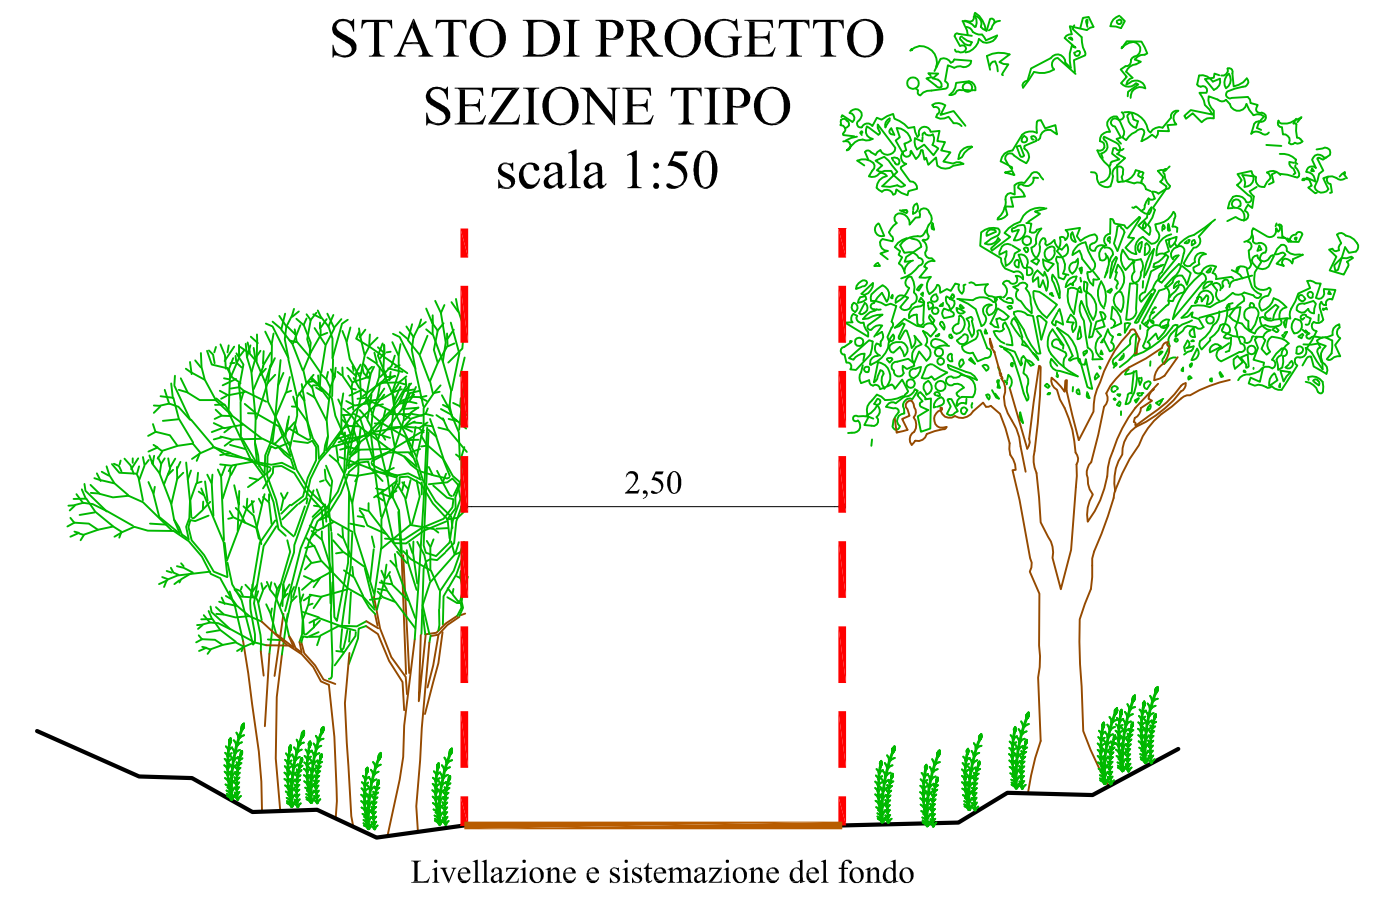 STATO DI PROGETTO
SEZIONE TIPO
scala 1:50
2,50
Livellazione e sistemazione del fondo